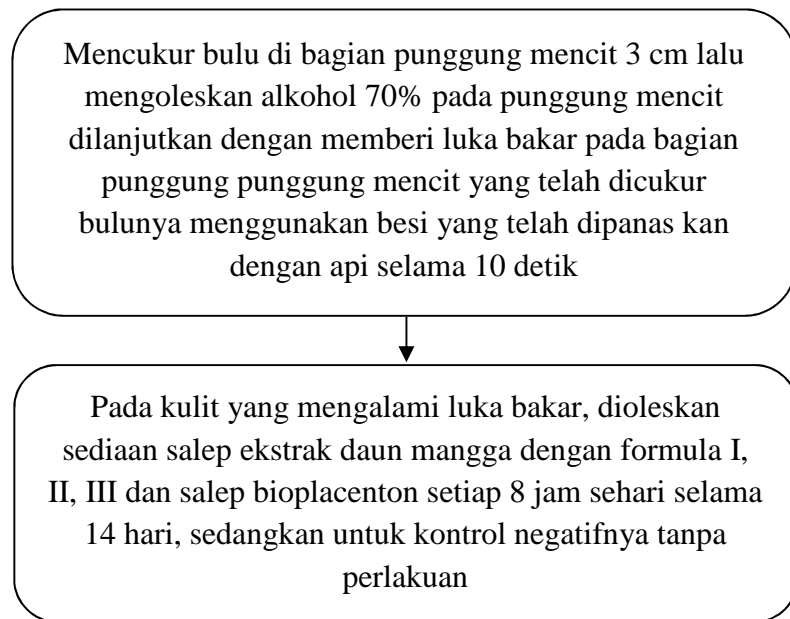 Mencukur bulu di bagian punggung mencit 3 cm lalu
mengoleskan alkohol 70% pada punggung mencit
dilanjutkan dengan memberi luka bakar pada bagian
punggung punggung mencit yang telah dicukur
bulunya menggunakan besi yang telah dipanas kan
dengan api selama 10 detik
Pada kulit yang mengalami luka bakar, dioleskan
sediaan salep ekstrak daun mangga dengan formula I,
II, III dan salep bioplacenton setiap 8 jam sehari selama
14 hari, sedangkan untuk kontrol negatifnya tanpa
perlakuan